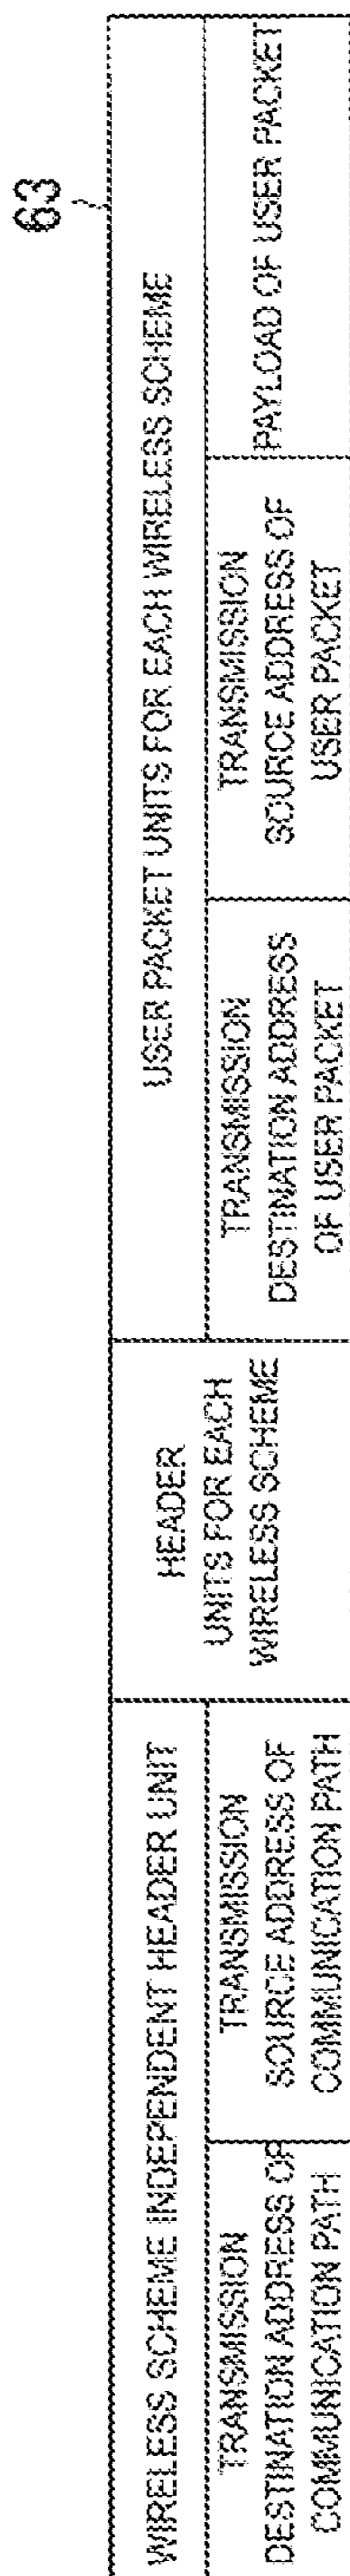 63
WIRELESS SCHEME INDEPENDENT HEADER UNIT
TRANSMISSION
DESTINATION ADDRESS OF
COMMUNICATION PATH
TRANSMISSION
SOURCE ADDRESS OF
COMMUNICATION PATH
HEADER
UNITS FOR EACH
WIRELESS SCHEME
USER PACKET UNITS FOR EACH WIRELESS SCHEME
TRANSMISSION
DESTINATION ADDRESS
OF USER PACKET
TRANSMISSION
SOURCE ADDRESS OF
USER PACKET
PAYLOAD OF USER PACKET